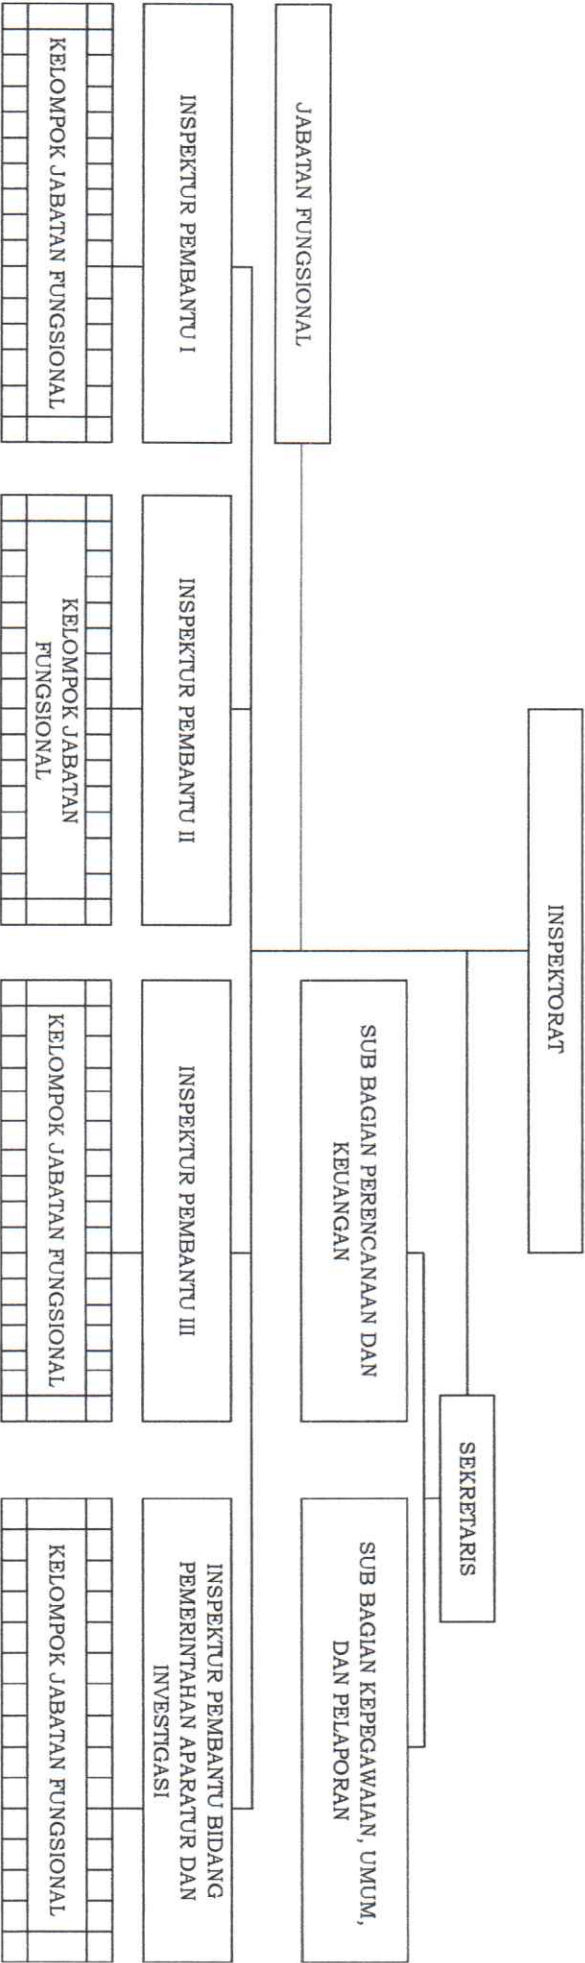 INSPEKTORAT
SEKRETARIS
SUB BAGIAN PERENCANAAN DAN
KEUANGAN
SUB BAGIAN KEPEGAWAIAN, UMUM,
DAN PELAPORAN
JABATAN FUNGSIONAL
INSPEKTUR PEMBANTU I
INSPEKTUR PEMBANTU II
INSPEKTUR PEMBANTU III
INSPEKTUR PEMBANTU BIDANG
PEMERINTAHAN APARATUR DAN
INVESTIGASI
KELOMPOK JABATAN FUNGSIONAL
KELOMPOK JABATAN
FUNGSIONAL
KELOMPOK JABATAN FUNGSIONAL
KELOMPOK JABATAN FUNGSIONAL